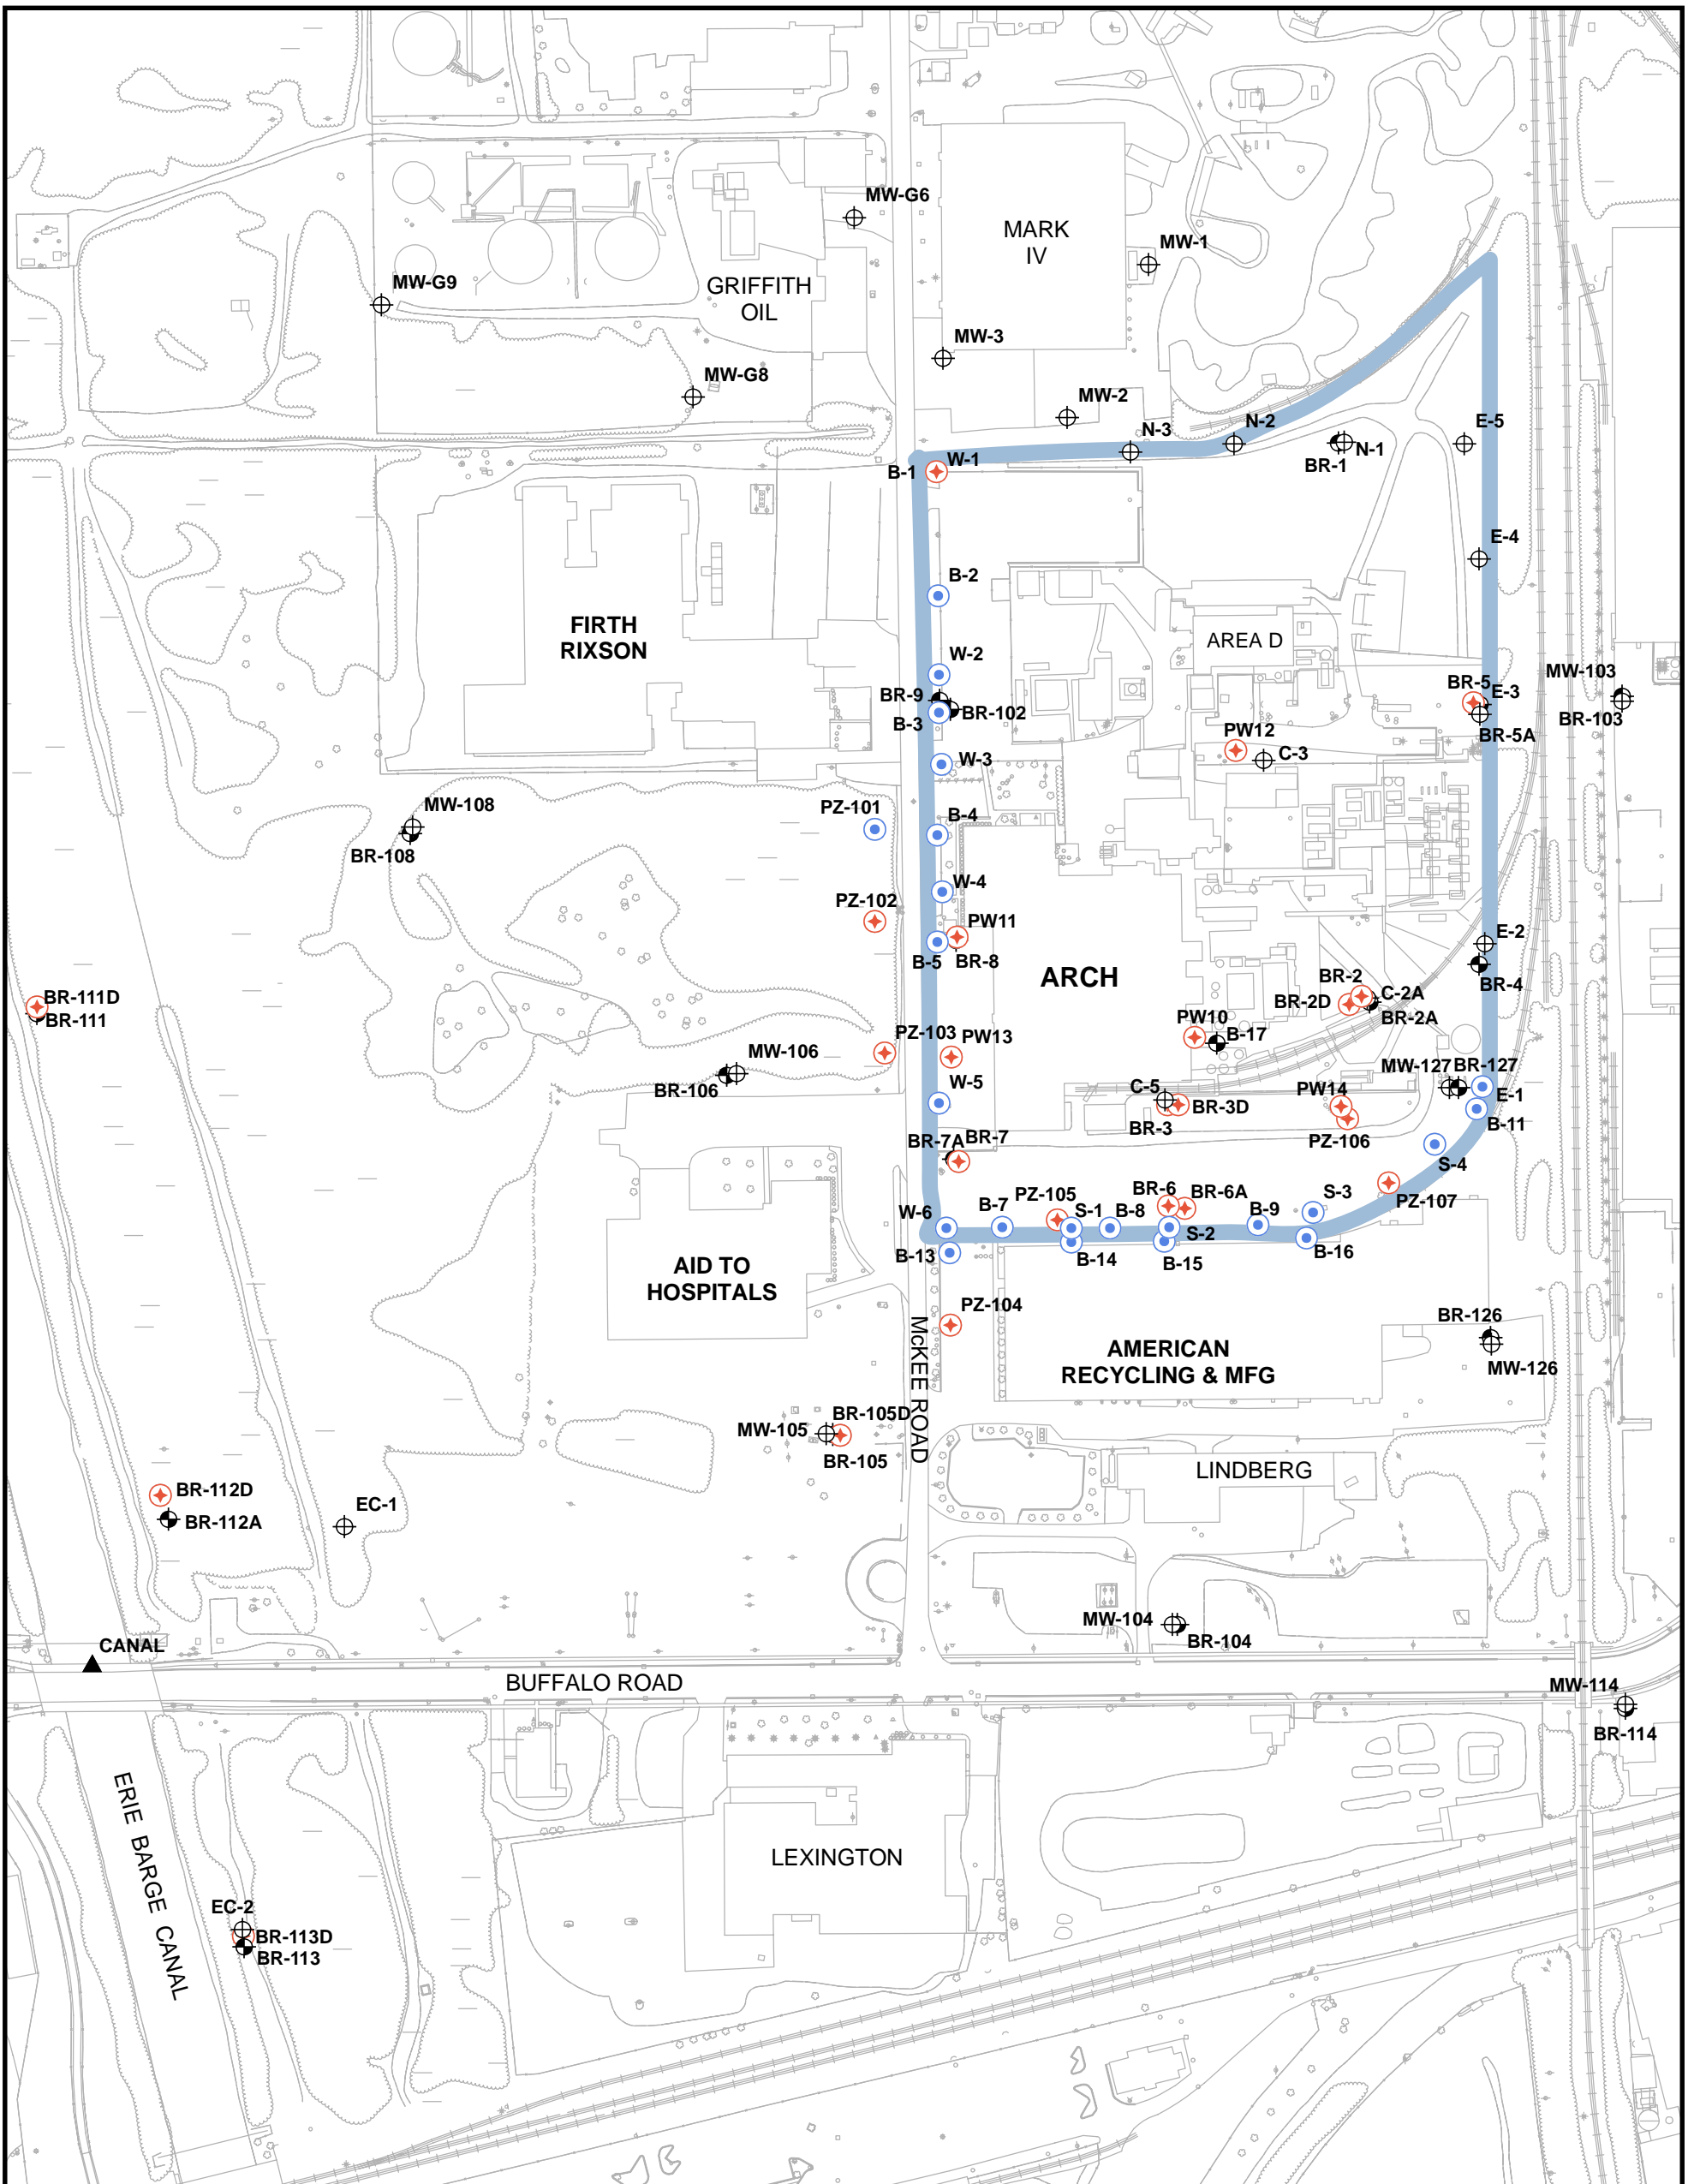 MW-G6
MARK
IV
MW-1
MW-G9
GRIFFITH
OIL
MW-3
MW-G8
MW-2
N-3
N-2
E-5
BR-1
N-1
B-1
W-1
E-4
B-2
FIRTH
RIXSON
AREA D
W-2
MW-103
BR-5
E-3
BR-9
BR-102
B-3
BR-103
BR-5A
PW12
C-3
W-3
MW-108
PZ-101
B-4
BR-108
W-4
PZ-102
PW11
E-2
B-5
BR-8
ARCH
BR-2
BR-4
BR-111D
BR-2D
C-2A
BR-111
BR-2A
PZ-103
PW13
PW10
B-17
MW-106
MW-127
BR-127
BR-106
W-5
C-5
PW14
E-1
BR-3D
BR-3
B-11
PZ-106
BR-7A
BR-7
S-4
PZ-105
BR-6
BR-6A
PZ-107
W-6
B-7
S-1
B-8
B-9
S-3
S-2
B-13
B-14
B-15
B-16
AID TO
HOSPITALS
PZ-104
BR-126
McKEE ROAD
AMERICAN
RECYCLING & MFG
MW-126
BR-105D
MW-105
BR-105
LINDBERG
BR-112D
EC-1
BR-112A
MW-104
BR-104
CANAL
BUFFALO ROAD
MW-114
BR-114
ERIE BARGE CANAL
LEXINGTON
EC-2
BR-113D
BR-113